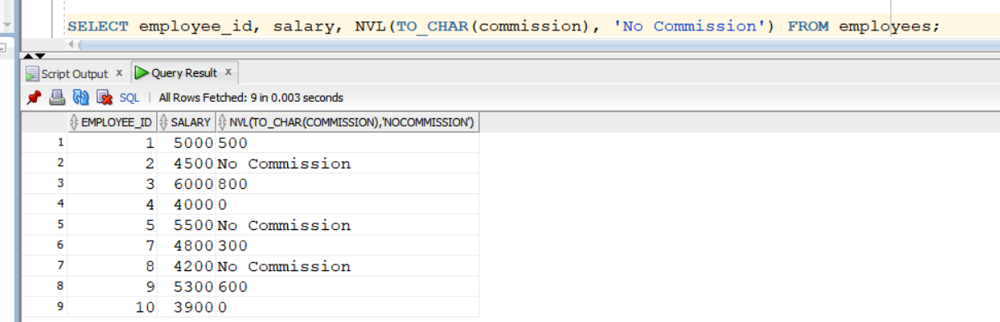 SELECT employee_id, salary, NVL(TO_CHAR(commission), 'No Commission') FROM employees;
Script Output x Query Result x
SQL | All Rows Fetched: 9 in 0.003 seconds
EMPLOYEE_ID SALARY NVL(TO_CHAR(COMMISSION),'NOCOMMISSION')
1 1 5000 500
2 2 4500 No Commission
3 3 6000 800
4 4 4000 0
5 5 5500 No Commission
6 7 4800 300
7 8 4200 No Commission
8 9 5300 600
9 10 3900 0